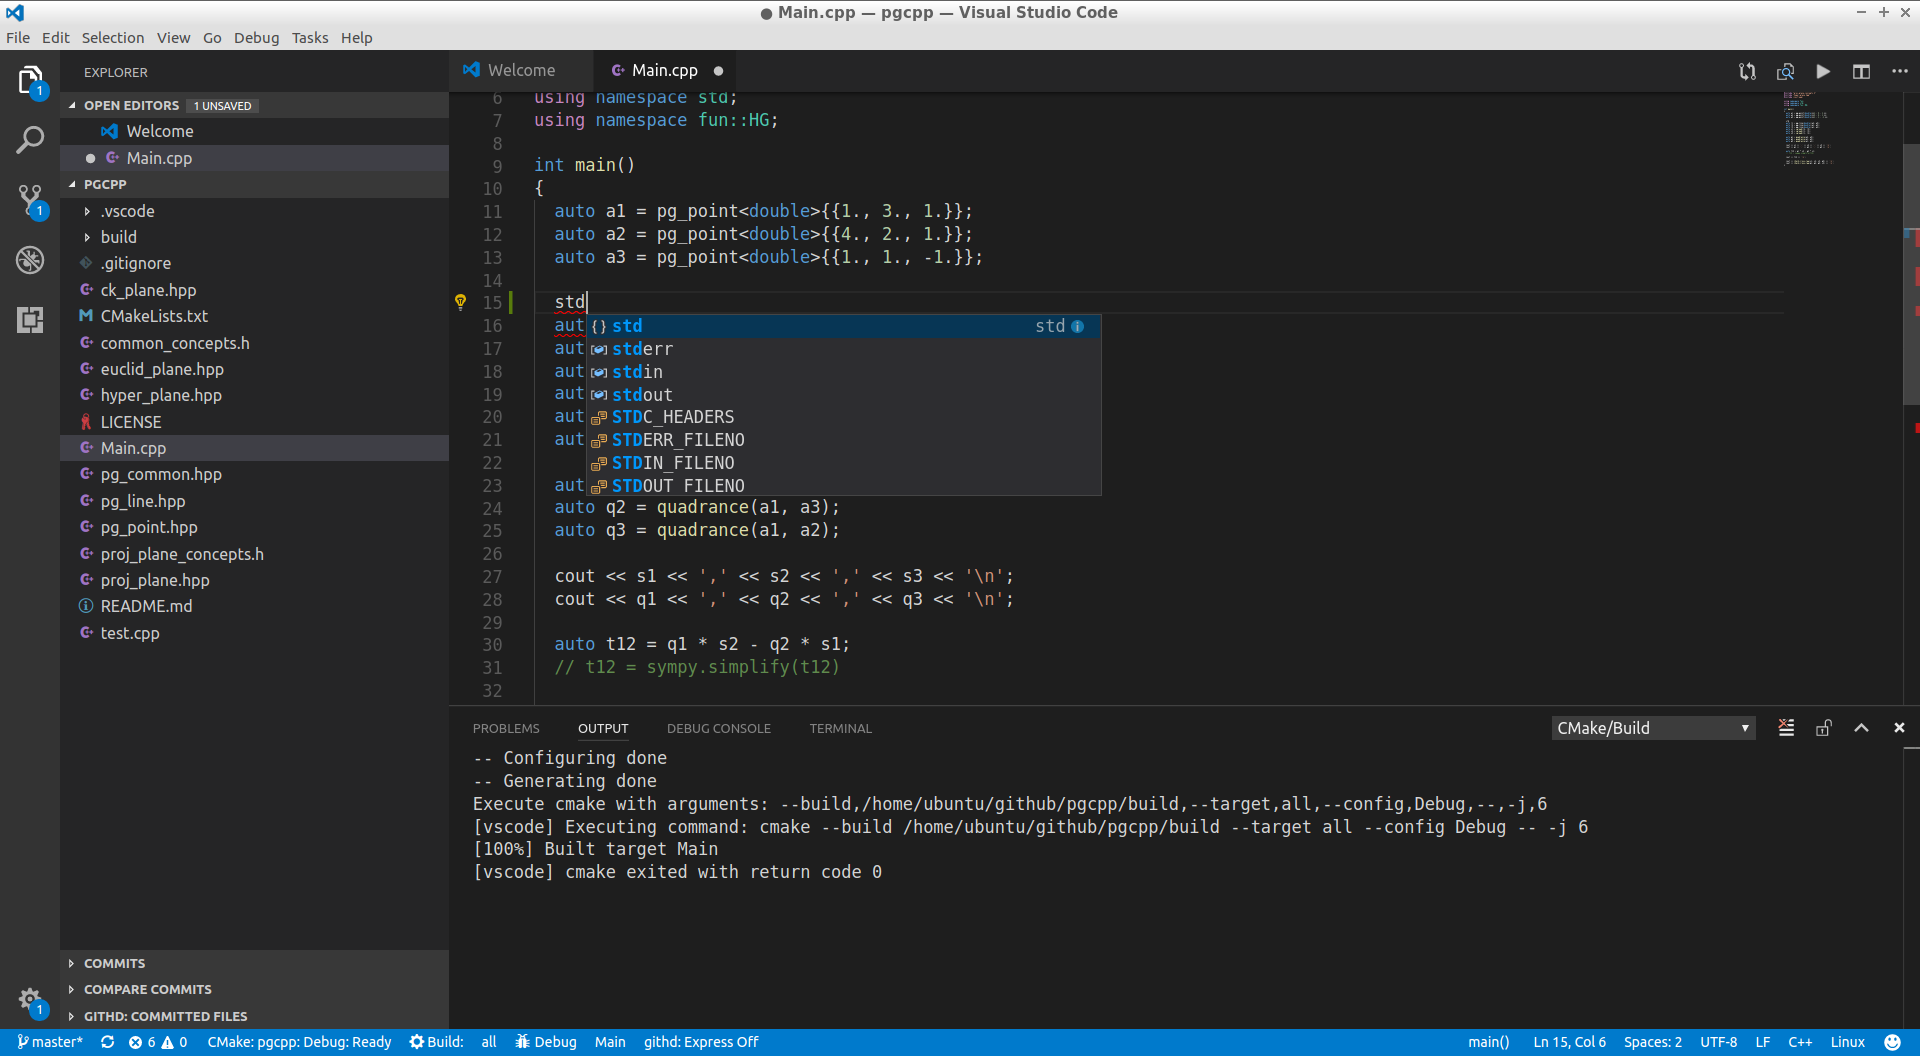 ● Main.cpp — pgcpp — Visual Studio Code
File Edit Selection View Go Debug Tasks Help
EXPLORER
OPEN EDITORS 1 UNSAVED
Welcome
Main.cpp
PGCPP
.vscode
build
.gitignore
ck_plane.hpp
CMakeLists.txt
common_concepts.h
euclid_plane.hpp
hyper_plane.hpp
LICENSE
Main.cpp
pg_common.hpp
pg_line.hpp
pg_point.hpp
proj_plane_concepts.h
proj_plane.hpp
README.md
test.cpp
COMMITS
COMPARE COMMITS
GITHD: COMMITTED FILES
1
1
1
Welcome Main.cpp
6 using namespace std;
7 using namespace fun::HG;
8
9 int main()
10 {
11 auto a1 = pg_point<double>{{1., 3., 1.}};
12 auto a2 = pg_point<double>{{4., 2., 1.}};
13 auto a3 = pg_point<double>{{1., 1., -1.}};
14
15 std
16 aut {} std std
17 aut stderr
18 aut stdin
19 aut stdout
20 aut STDC_HEADERS
21 aut STDERR_FILENO
22 STDIN_FILENO
23 aut STDOUT_FILENO
24 auto q2 = quadrance(a1, a3);
25 auto q3 = quadrance(a1, a2);
26
27 cout << s1 << ',' << s2 << ',' << s3 << '\n';
28 cout << q1 << ',' << q2 << ',' << q3 << '\n';
29
30 auto t12 = q1 * s2 - q2 * s1;
31 // t12 = sympy.simplify(t12)
32
PROBLEMS OUTPUT DEBUG CONSOLE TERMINAL CMake/Build
-- Configuring done
-- Generating done
Execute cmake with arguments: --build,/home/ubuntu/github/pgcpp/build,--target,all,--config,Debug,--,-j,6
[vscode] Executing command: cmake --build /home/ubuntu/github/pgcpp/build --target all --config Debug -- -j 6
[100%] Built target Main
[vscode] cmake exited with return code 0
master* 6 0 CMake: pgcpp: Debug: Ready Build: all Debug Main githd: Express Off main() Ln 15, Col 6 Spaces: 2 UTF-8 LF C++ Linux